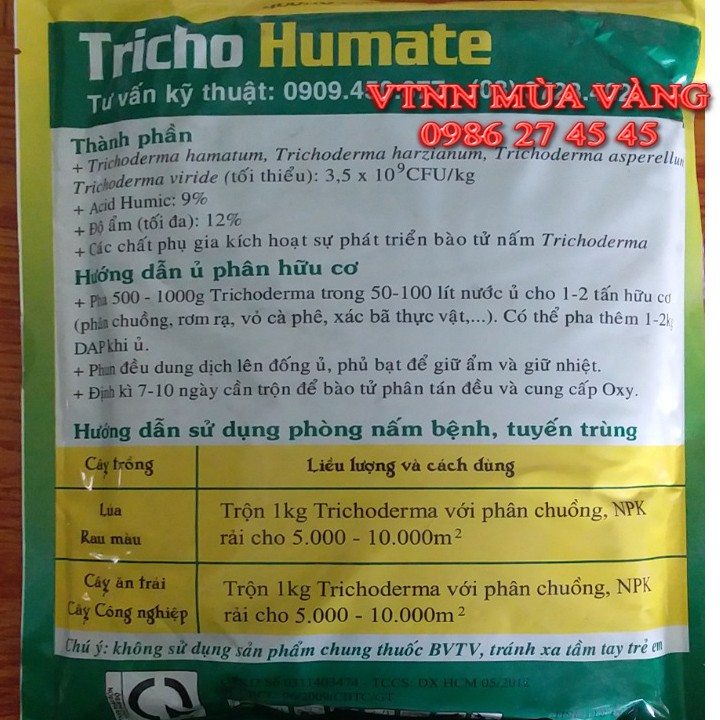 Tricho Humate
Tư vấn kỹ thuật: 0909.
VTNN MÙA VÀNG
0986 27 45 45
Thành phần
+ Trichoderma hamatum, Trichoderma harzianum, Trichoderma asperellum
Trichoderma viride (tối thiểu): 3,5 x 10⁹CFU/kg
+ Acid Humic: 9%
+ Độ ẩm (tối đa): 12%
+ Các chất phụ gia kích hoạt sự phát triển bào tử nấm Trichoderma
Hướng dẫn ủ phân hữu cơ
+ Pha 500 - 1000g Trichoderma trong 50-100 lít nước ủ cho 1-2 tấn hữu cơ
(phân chuồng, rơm rạ, vỏ cà phê, xác bã thực vật,...). Có thể pha thêm 1-2kg
DAP khi ủ.
+ Phun đều dung dịch lên đống ủ, phủ bạt để giữ ẩm và giữ nhiệt.
+ Định kì 7-10 ngày cần trộn để bào tử phân tán đều và cung cấp Oxy.
Hướng dẫn sử dụng phòng nấm bệnh, tuyến trùng
Cây trồng Liều lượng và cách dùng
Lúa Trộn 1kg Trichoderma với phân chuồng, NPK
Rau màu rải cho 5.000 - 10.000m²
Cây ăn trái Trộn 1kg Trichoderma với phân chuồng, NPK
Cây Công nghiệp rải cho 5.000 - 10.000m²
Chú ý: không sử dụng sản phẩm chung thuốc BVTV, tránh xa tầm tay trẻ em
0311403474 - TCCS: DX.HCM 05/2012